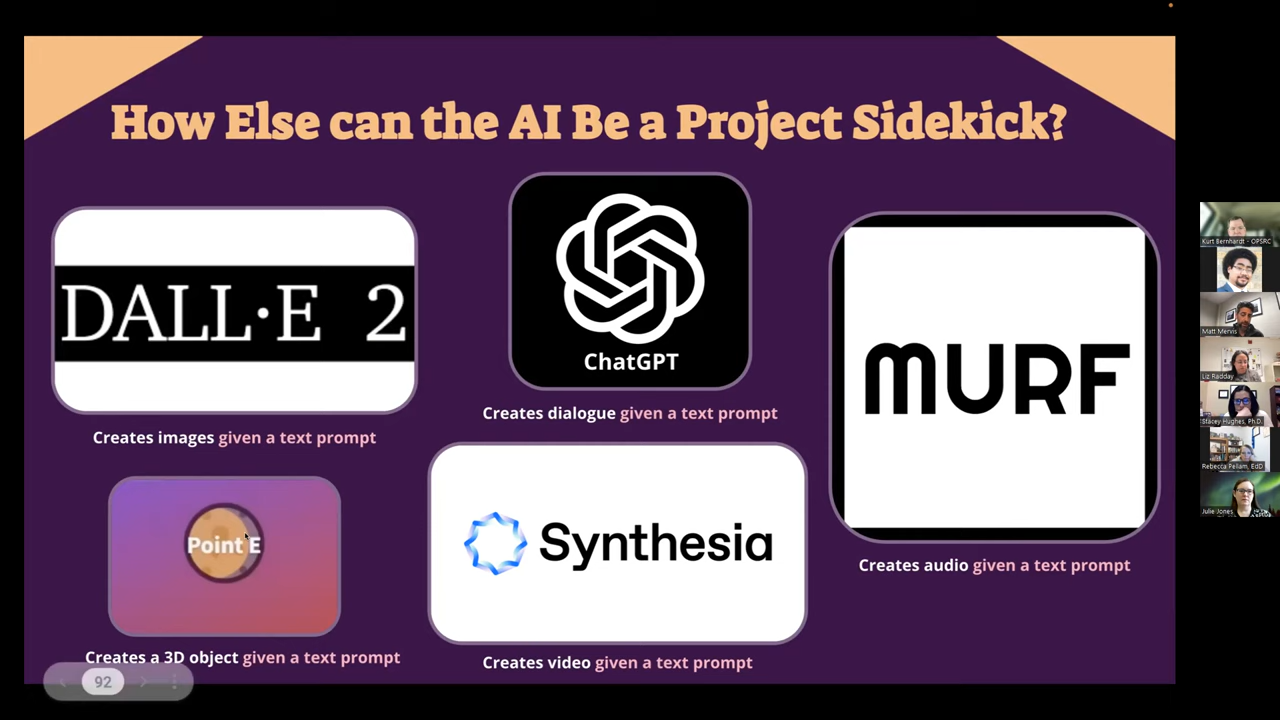 How Else can the AI Be a Project Sidekick?
DALL·E 2
Creates images given a text prompt
ChatGPT
Creates dialogue given a text prompt
MURF
Creates audio given a text prompt
Point E
Creates a 3D object given a text prompt
Synthesia
Creates video given a text prompt
92
Kurt Bernhardt - OPSRC
Matt Mervis
Liz Radday
Stacey Hughes, Ph.D.
Rebecca Pellam, EdD
Julie Jones